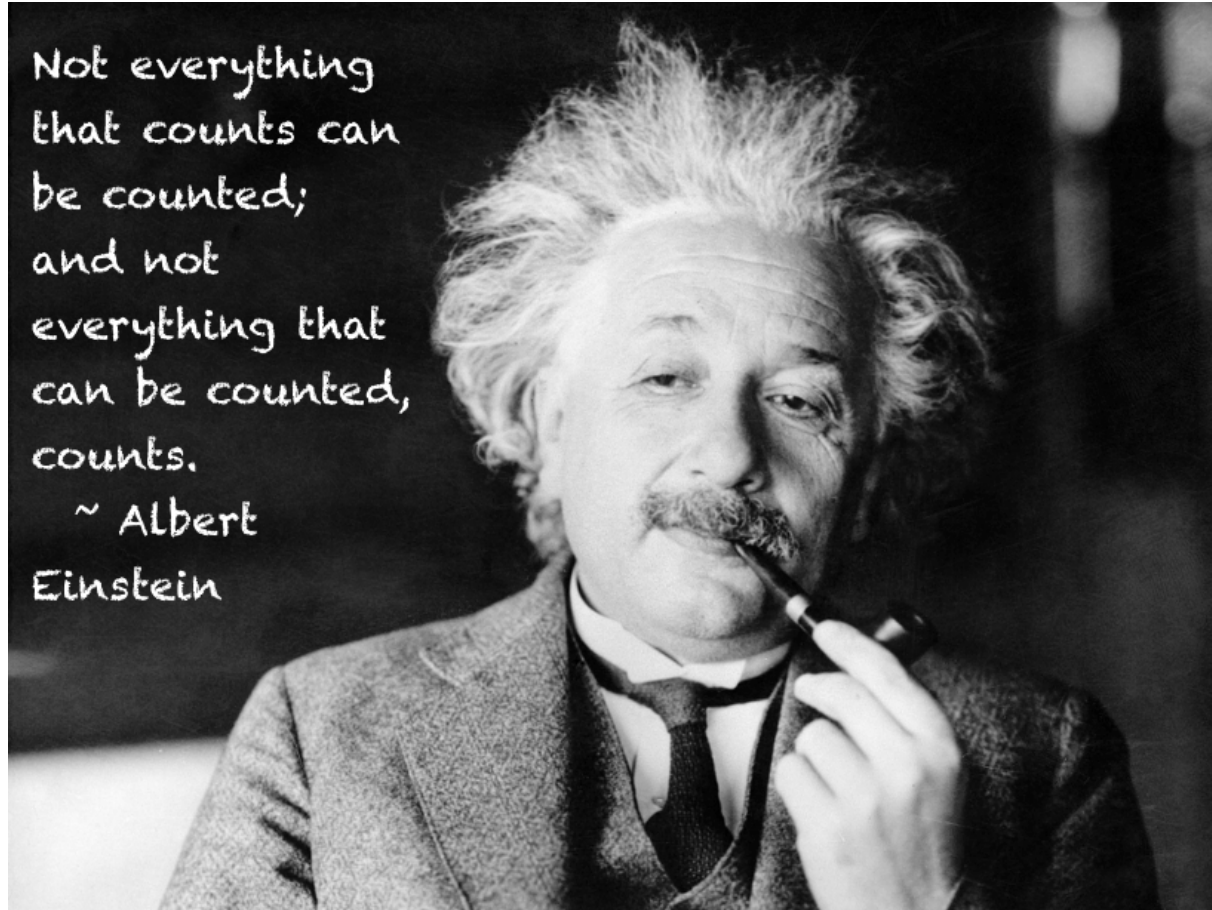 Not everything
that counts can
be counted;
and not
everything that
can be counted,
counts.
~ Albert
Einstein